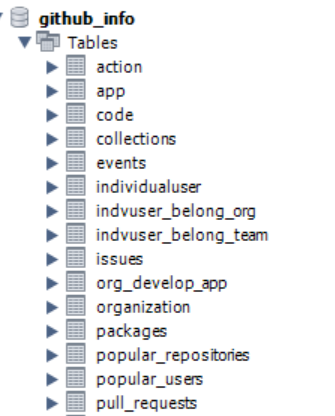 github_info
Tables
action
app
code
collections
events
individualuser
indvuser_belong_org
indvuser_belong_team
issues
org_develop_app
organization
packages
popular_repositories
popular_users
pull_requests